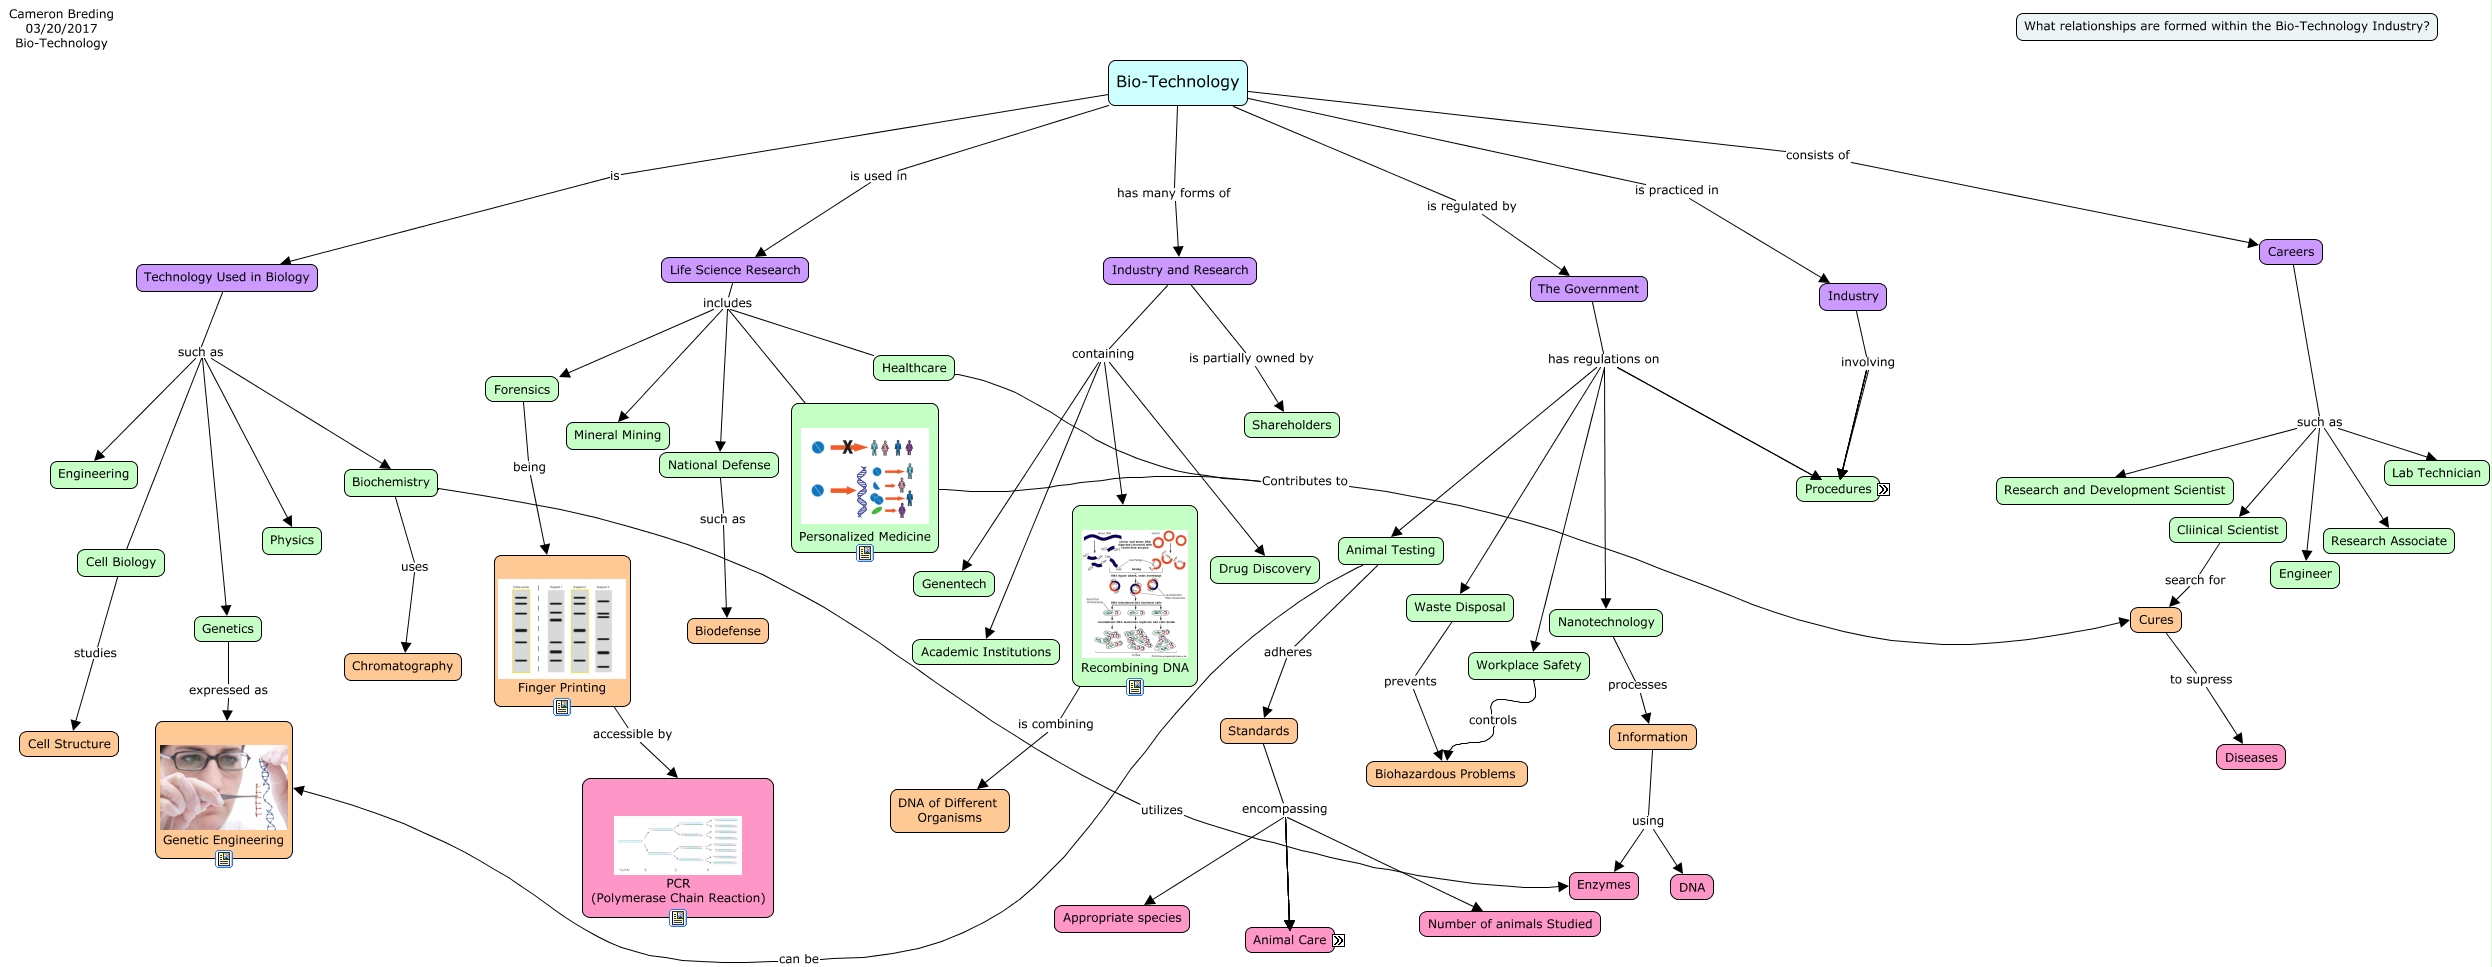 Cameron Breding
03/20/2017
Bio-Technology
What relationships are formed within the Bio-Technology Industry?
Bio-Technology
consists of
is
is used in
has many forms of
is regulated by
is practiced in
Technology Used in Biology
Life Science Research
Industry and Research
The Government
Industry
Careers
such as
includes
containing
is partially owned by
has regulations on
involving
such as
Healthcare
Forensics
Mineral Mining
National Defense
Shareholders
Engineering
Biochemistry
being
Contributes to
Procedures
Research and Development Scientist
Lab Technician
Cell Biology
Physics
uses
such as
Personalized Medicine
Genentech
Drug Discovery
Animal Testing
Cliinical Scientist
Research Associate
Engineer
search for
Genetics
Biodefense
Academic Institutions
Recombining DNA
Waste Disposal
Nanotechnology
Workplace Safety
Cures
studies
Chromatography
expressed as
Finger Printing
adheres
prevents
controls
processes
to supress
Cell Structure
accessible by
is combining
Standards
Biohazardous Problems
Information
Diseases
Genetic Engineering
DNA of Different
Organisms
utilizes
encompassing
using
PCR
(Polymerase Chain Reaction)
Enzymes
DNA
Appropriate species
Animal Care
Number of animals Studied
can be